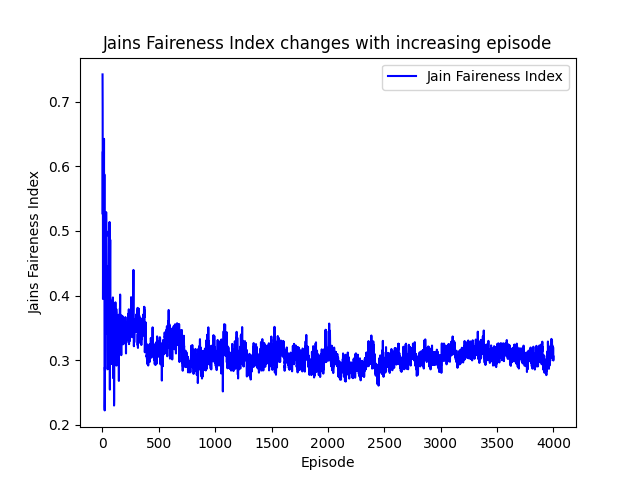 Jains Faireness Index changes with increasing episode
Jain Faireness Index
Jains Faireness Index
0.7
0.6
0.5
0.4
0.3
0.2
0 500 1000 1500 2000 2500 3000 3500 4000
Episode